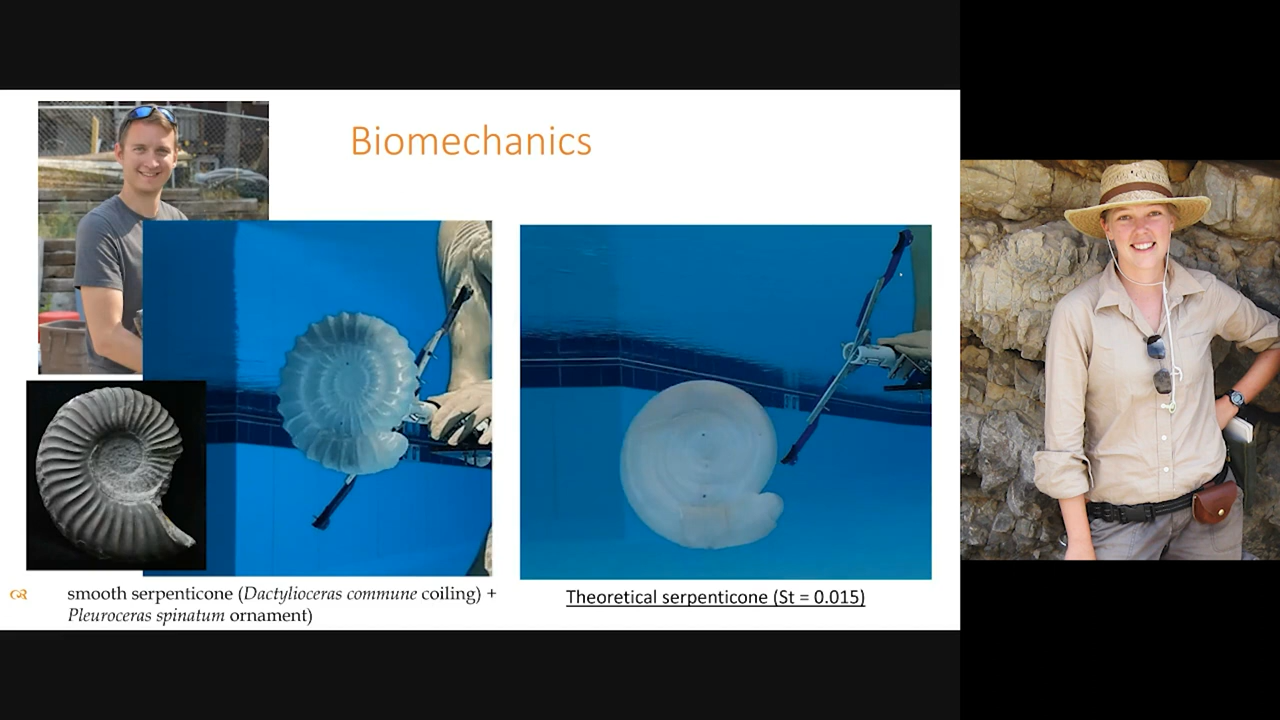 Biomechanics
smooth serpenticone (Dactylioceras commune coiling) +
Pleuroceras spinatum ornament)
Theoretical serpenticone (St = 0.015)